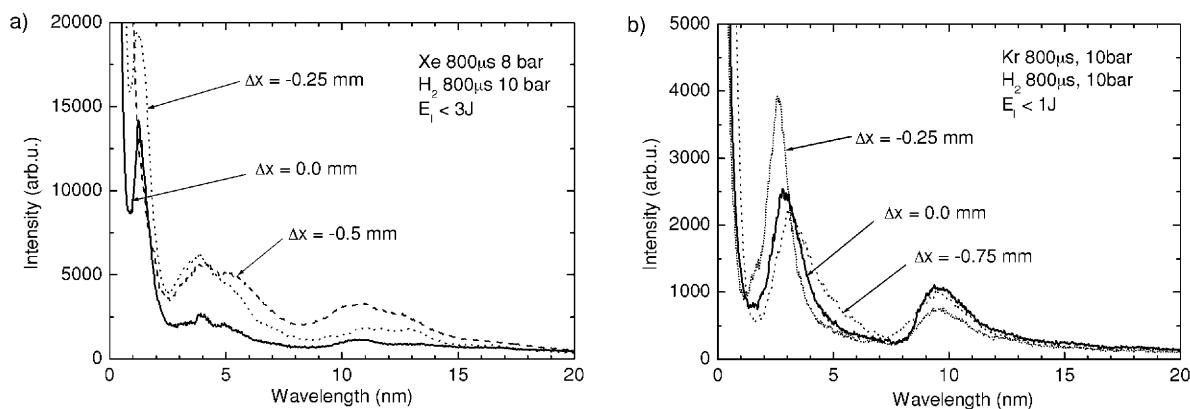 a)
20000
15000
10000
5000
0
Intensity (arb.u.)
0 5 10 15 20
Wavelength (nm)
Xe 800μs 8 bar
H₂ 800μs 10 bar
Eₗ < 3J
Δx = -0.25 mm
Δx = 0.0 mm
Δx = -0.5 mm
b)
5000
4000
3000
2000
1000
0
Intensity (arb.u.)
0 5 10 15 20
Wavelength (nm)
Kr 800μs, 10bar
H₂ 800μs, 10bar
Eₗ < 1J
Δx = -0.25 mm
Δx = 0.0 mm
Δx = -0.75 mm